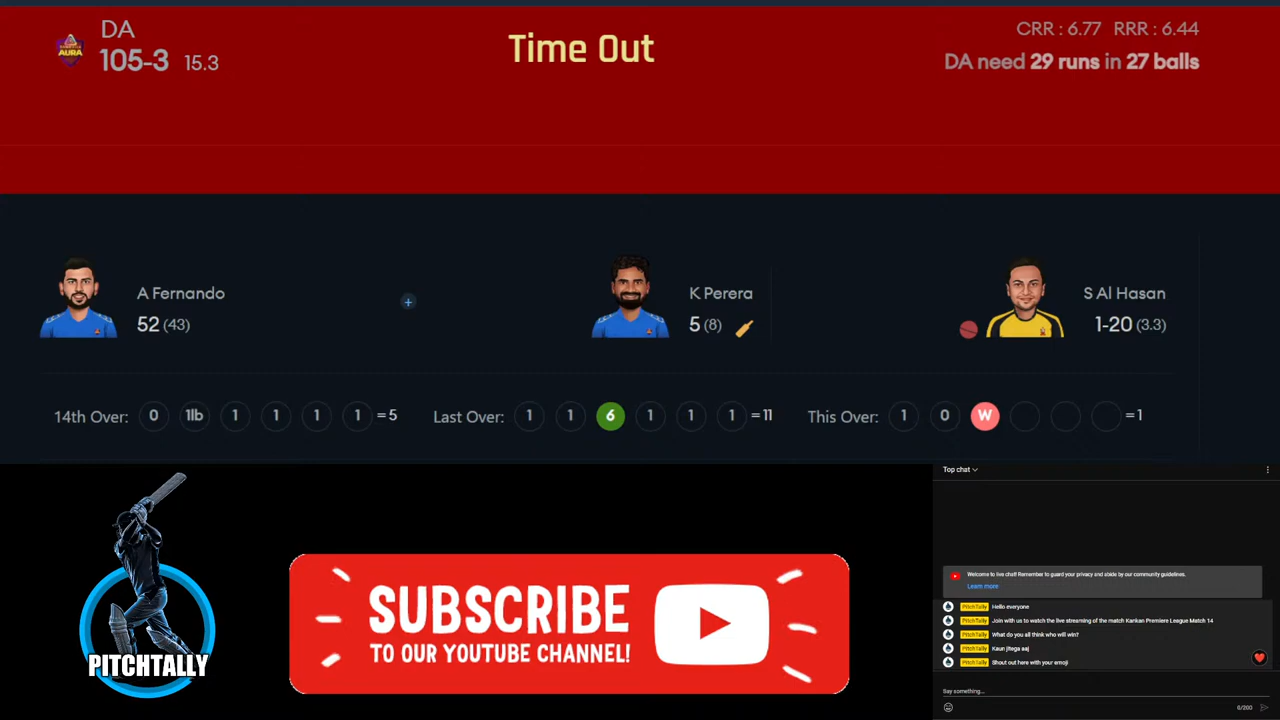 DA
105-3 15.3
AURA
Time Out
CRR : 6.77 RRR : 6.44
DA need 29 runs in 27 balls
A Fernando
52 (43)
K Perera
5 (8)
S Al Hasan
1-20 (3.3)
14th Over: 0 1lb 1 1 1 1 =5
Last Over: 1 1 6 1 1 1 =11
This Over: 1 0 W =1
PITCHTALLY
SUBSCRIBE
TO OUR YOUTUBE CHANNEL!
Top chat
Welcome to live chat! Remember to guard your privacy and abide by our community guidelines.
Learn more
PitchTally Hello everyone
PitchTally Join with us to watch the live streaming of the match Kankan Premiere League Match 14
PitchTally What do you all think who will win?
PitchTally Kaun jitega aaj
PitchTally Shout out here with your emoji
Say something...
0/200